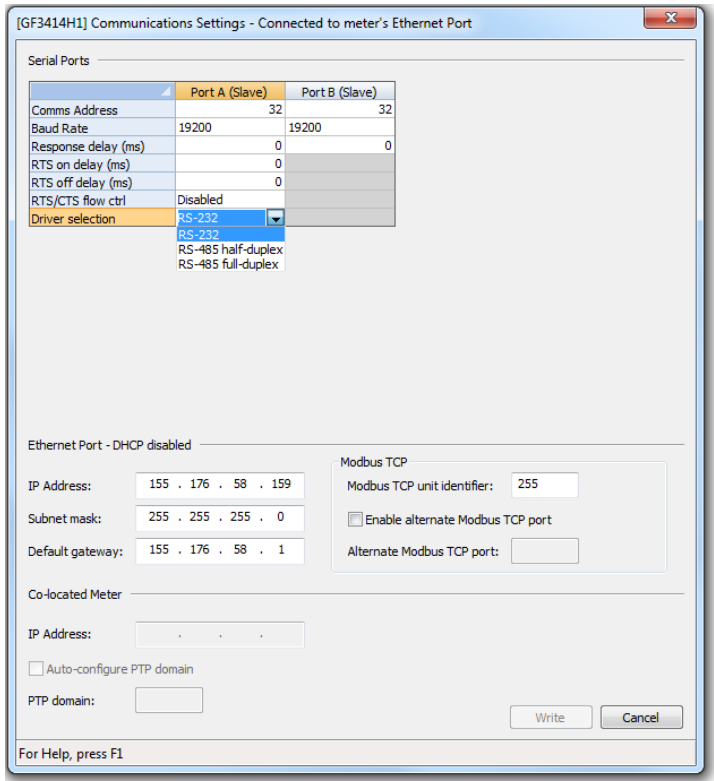 [GF3414H1] Communications Settings - Connected to meter's Ethernet Port
Serial Ports
Port A (Slave) Port B (Slave)
Comms Address 32 32
Baud Rate 19200 19200
Response delay (ms) 0 0
RTS on delay (ms) 0
RTS off delay (ms) 0
RTS/CTS flow ctrl Disabled
Driver selection RS-232
RS-232
RS-485 half-duplex
RS-485 full-duplex
Ethernet Port - DHCP disabled
IP Address: 155 . 176 . 58 . 159
Subnet mask: 255 . 255 . 255 . 0
Default gateway: 155 . 176 . 58 . 1
Modbus TCP
Modbus TCP unit identifier: 255
Enable alternate Modbus TCP port
Alternate Modbus TCP port:
Co-located Meter
IP Address: . . .
Auto-configure PTP domain
PTP domain:
Write Cancel
For Help, press F1